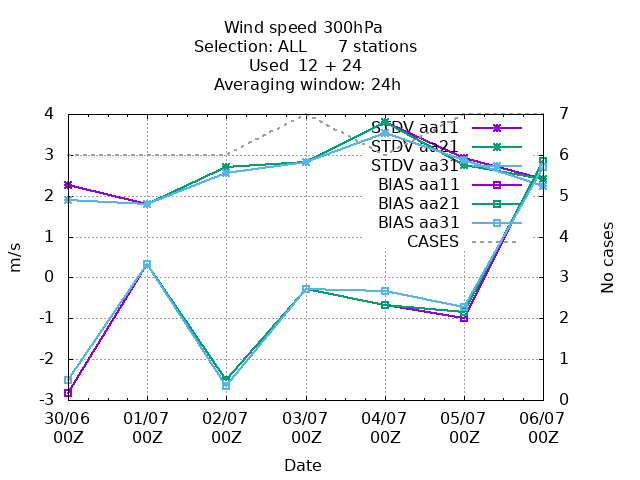 Wind speed 300hPa
Selection: ALL 7 stations
Used 12 + 24
Averaging window: 24h
4 7
3 6
2 5
1 4
0 3
-1 2
-2 1
-3 0
m/s
No cases
STDV aa11
STDV aa21
STDV aa31
BIAS aa11
BIAS aa21
BIAS aa31
CASES
30/06 01/07 02/07 03/07 04/07 05/07 06/07
00Z 00Z 00Z 00Z 00Z 00Z 00Z
Date